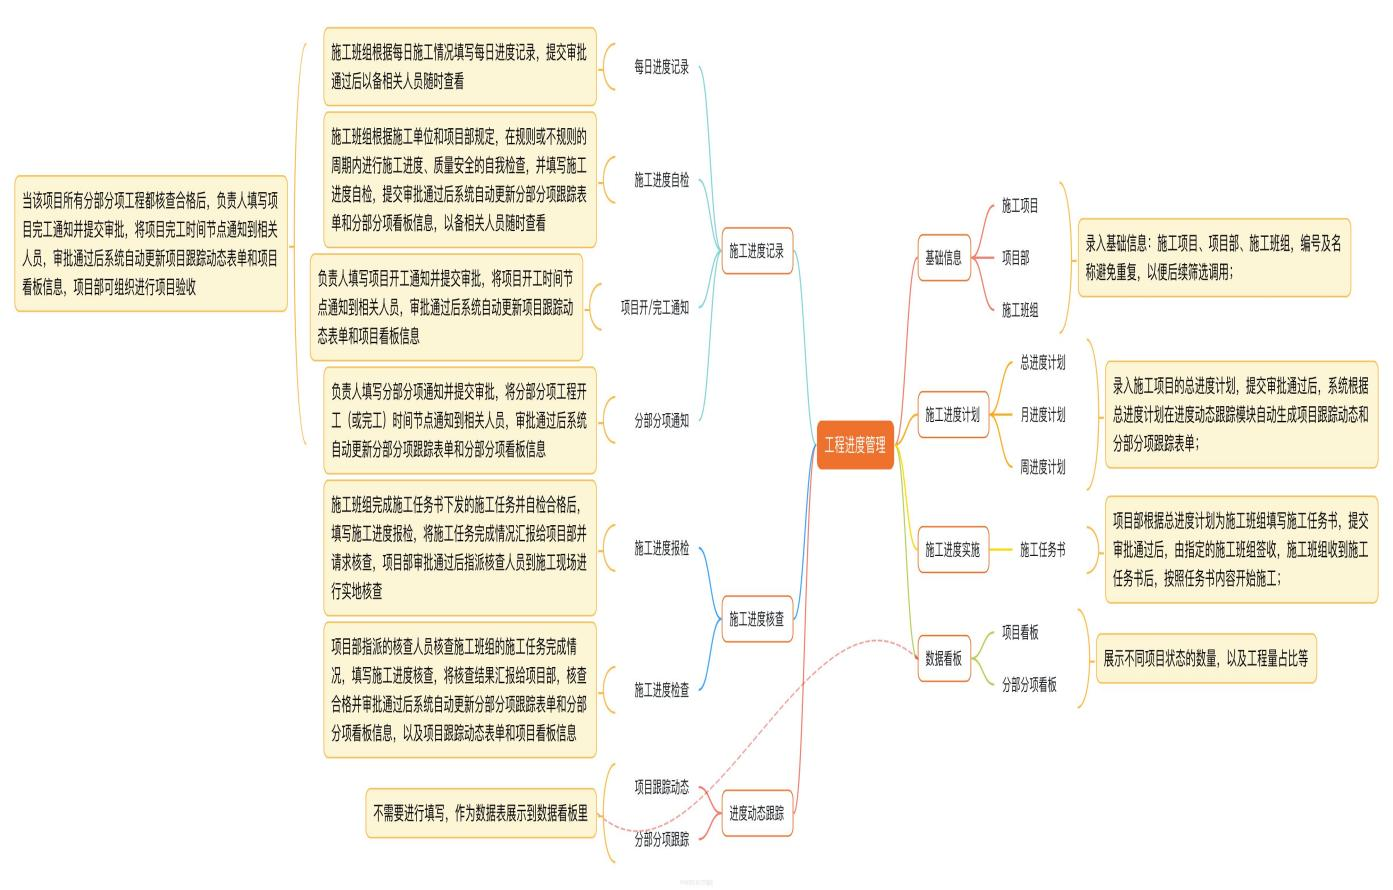 工程进度管理
基础信息
施工项目
项目部
施工班组
录入基础信息：施工项目、项目部、施工班组，编号及名
称避免重复，以便后续筛选调用；
施工进度计划
总进度计划
月进度计划
周进度计划
录入施工项目的总进度计划，提交审批通过后，系统根据
总进度计划在进度动态跟踪模块自动生成项目跟踪动态和
分部分项跟踪表单；
施工进度实施
施工任务书
项目部根据总进度计划为施工班组填写施工任务书，提交
审批通过后，由指定的施工班组签收，施工班组收到施工
任务书后，按照任务书内容开始施工；
数据看板
项目看板
分部分项看板
展示不同项目状态的数量，以及工程量占比等
施工进度记录
每日进度记录
施工班组根据每日施工情况填写每日进度记录，提交审批
通过后以备相关人员随时查看
施工进度自检
施工班组根据施工单位和项目部规定，在规则或不规则的
周期内进行施工进度、质量安全的自我检查，并填写施工
进度自检，提交审批通过后系统自动更新分部分项跟踪表
单和分部分项看板信息，以备相关人员随时查看
项目开/完工通知
负责人填写项目开工通知并提交审批，将项目开工时间节
点通知到相关人员，审批通过后系统自动更新项目跟踪动
态表单和项目看板信息
分部分项通知
负责人填写分部分项通知并提交审批，将分部分项工程开
工（或完工）时间节点通知到相关人员，审批通过后系统
自动更新分部分项跟踪表单和分部分项看板信息
当该项目所有分部分项工程都核查合格后，负责人填写项
目完工通知并提交审批，将项目完工时间节点通知到相关
人员，审批通过后系统自动更新项目跟踪动态表单和项目
看板信息，项目部可组织进行项目验收
施工进度核查
施工进度报检
施工班组完成施工任务书下发的施工任务并自检合格后，
填写施工进度报检，将施工任务完成情况汇报给项目部并
请求核查，项目部审批通过后指派核查人员到施工现场进
行实地核查
施工进度检查
项目部指派的核查人员核查施工班组的施工任务完成情
况，填写施工进度核查，将核查结果汇报给项目部，核查
合格并审批通过后系统自动更新分部分项跟踪表单和分部
分项看板信息，以及项目跟踪动态表单和项目看板信息
进度动态跟踪
项目跟踪动态
分部分项跟踪
不需要进行填写，作为数据表展示到数据看板里